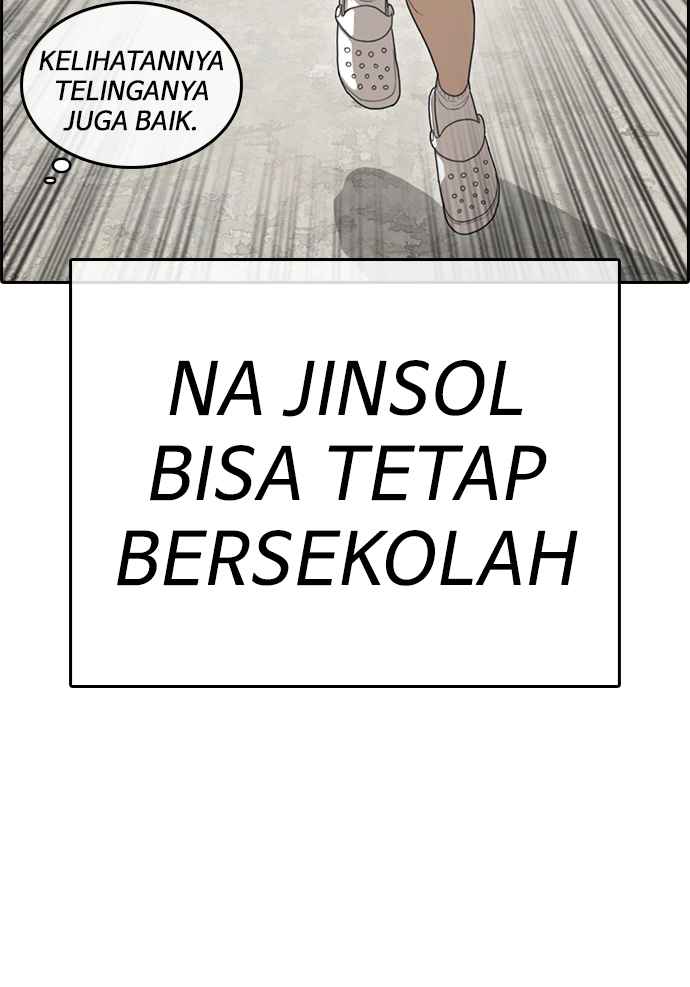 KELIHATANNYA
TELINGANYA
JUGA BAIK.
NA JINSOL
BISA TETAP
BERSEKOLAH